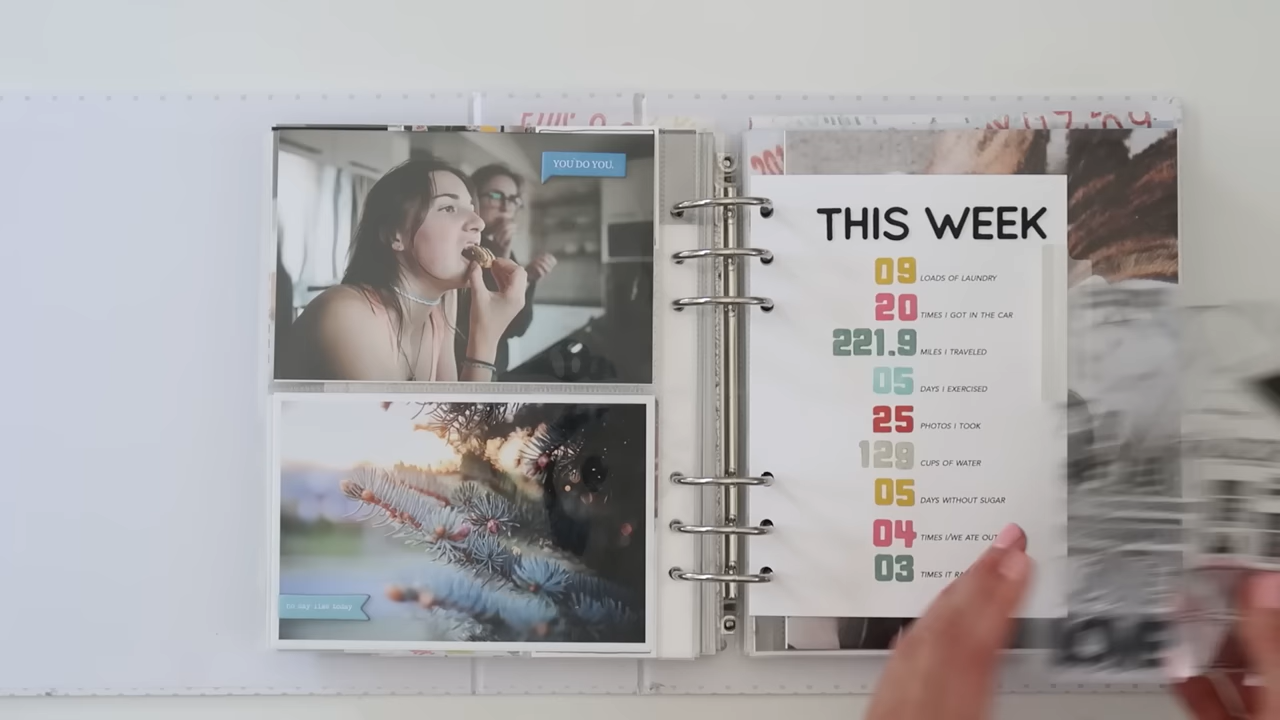 YOU DO YOU.
THIS WEEK
09 LOADS OF LAUNDRY
20 TIMES I GOT IN THE CAR
221.9 MILES I TRAVELED
05 DAYS I EXERCISED
25 PHOTOS I TOOK
129 CUPS OF WATER
05 DAYS WITHOUT SUGAR
04 TIMES I/WE ATE OUT
03 TIMES IT